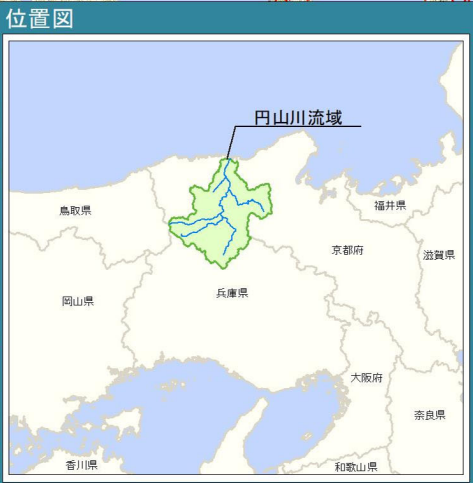 位置図
円山川流域
鳥取県
福井県
京都府
滋賀県
岡山県
兵庫県
大阪府
奈良県
香川県
和歌山県